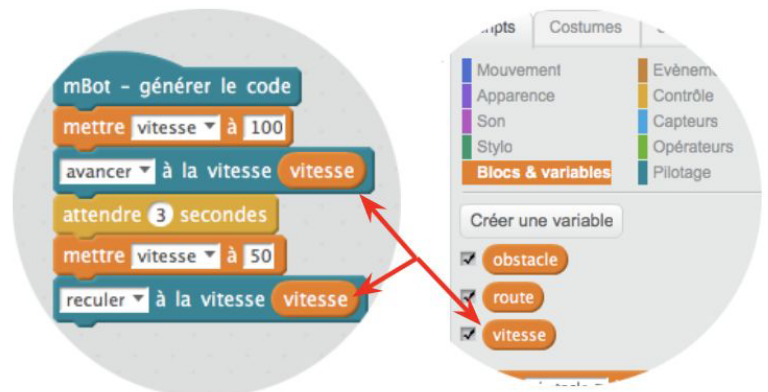 mBot - générer le code
mettre vitesse à 100
avancer à la vitesse vitesse
attendre 3 secondes
mettre vitesse à 50
reculer à la vitesse vitesse
Costumes
Mouvement
Apparence
Son
Stylo
Blocs & variables
Contrôle
Capteurs
Opérateurs
Pilotage
Créer une variable
obstacle
route
vitesse